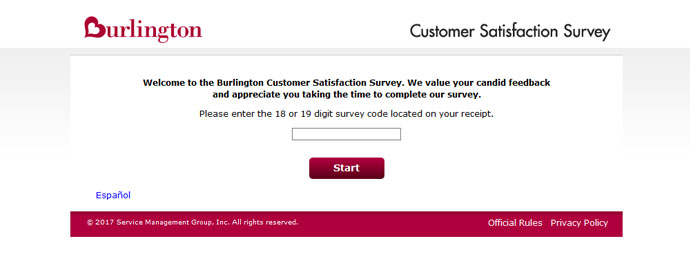 Burlington
Customer Satisfaction Survey
Welcome to the Burlington Customer Satisfaction Survey. We value your candid feedback
and appreciate you taking the time to complete our survey.
Please enter the 18 or 19 digit survey code located on your receipt.
Start
Español
© 2017 Service Management Group, Inc. All rights reserved.
Official Rules Privacy Policy